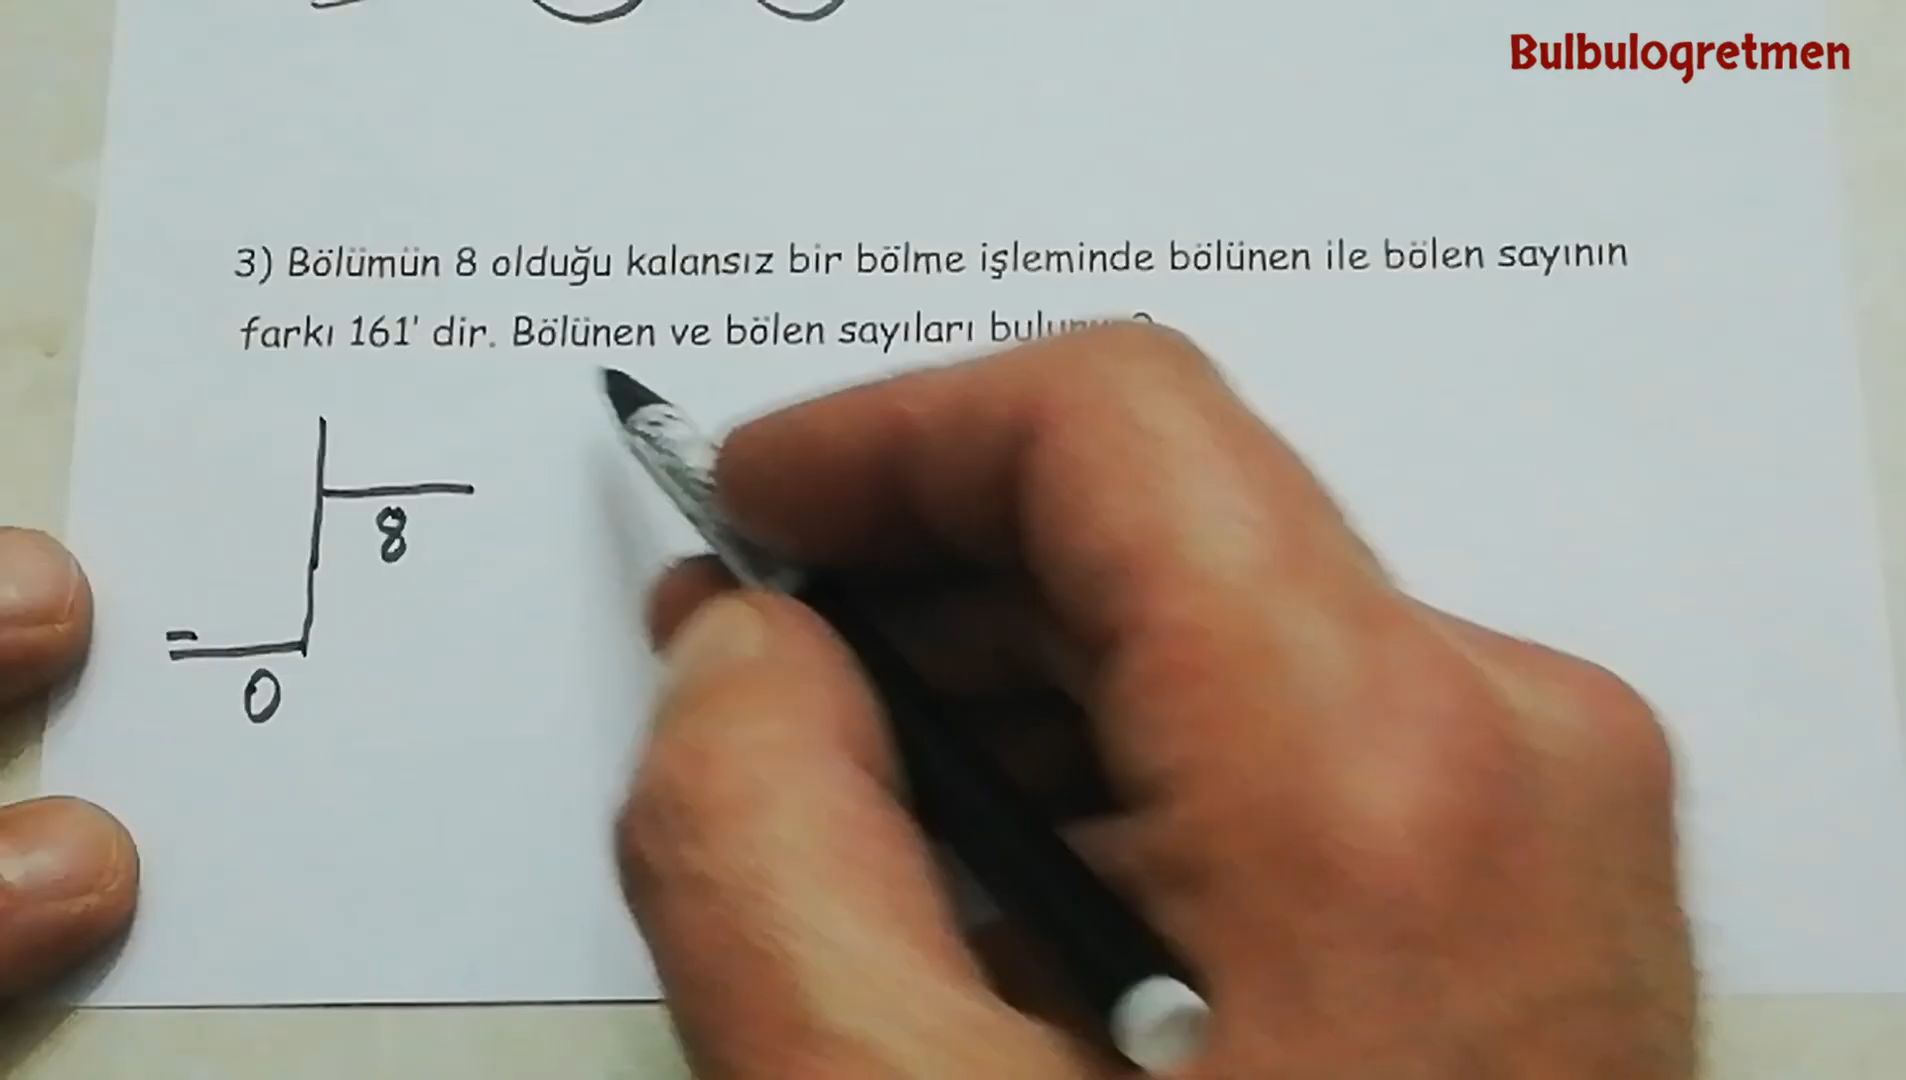 Bulbulogretmen
3) Bölümün 8 olduğu kalansız bir bölme işleminde bölünen ile bölen sayının
farkı 161' dir. Bölünen ve bölen sayıları
8
0